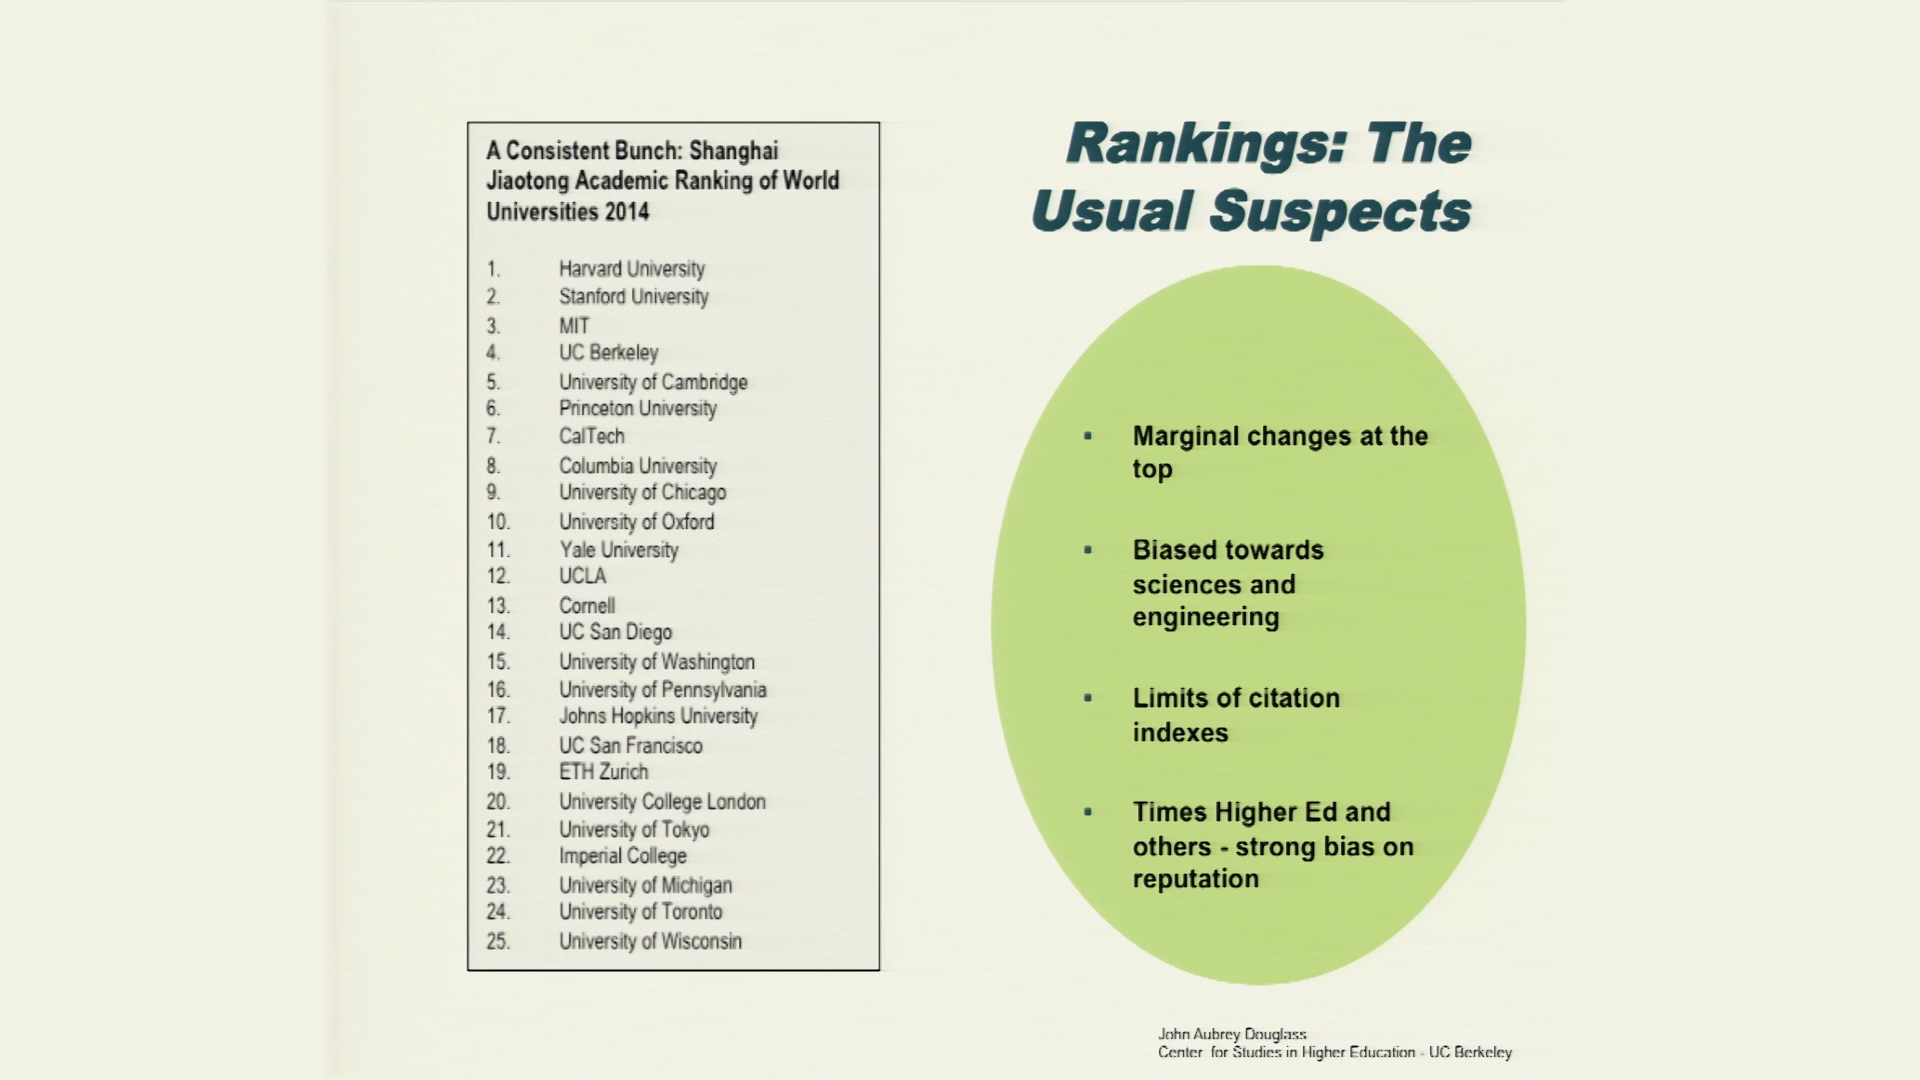 A Consistent Bunch: Shanghai
Jiaotong Academic Ranking of World
Universities 2014
1. Harvard University
2. Stanford University
3. MIT
4. UC Berkeley
5. University of Cambridge
6. Princeton University
7. CalTech
8. Columbia University
9. University of Chicago
10. University of Oxford
11. Yale University
12. UCLA
13. Cornell
14. UC San Diego
15. University of Washington
16. University of Pennsylvania
17. Johns Hopkins University
18. UC San Francisco
19. ETH Zurich
20. University College London
21. University of Tokyo
22. Imperial College
23. University of Michigan
24. University of Toronto
25. University of Wisconsin
Rankings: The
Usual Suspects
▪ Marginal changes at the
top
▪ Biased towards
sciences and
engineering
▪ Limits of citation
indexes
▪ Times Higher Ed and
others - strong bias on
reputation
John Aubrey Douglass
Center for Studies in Higher Education - UC Berkeley